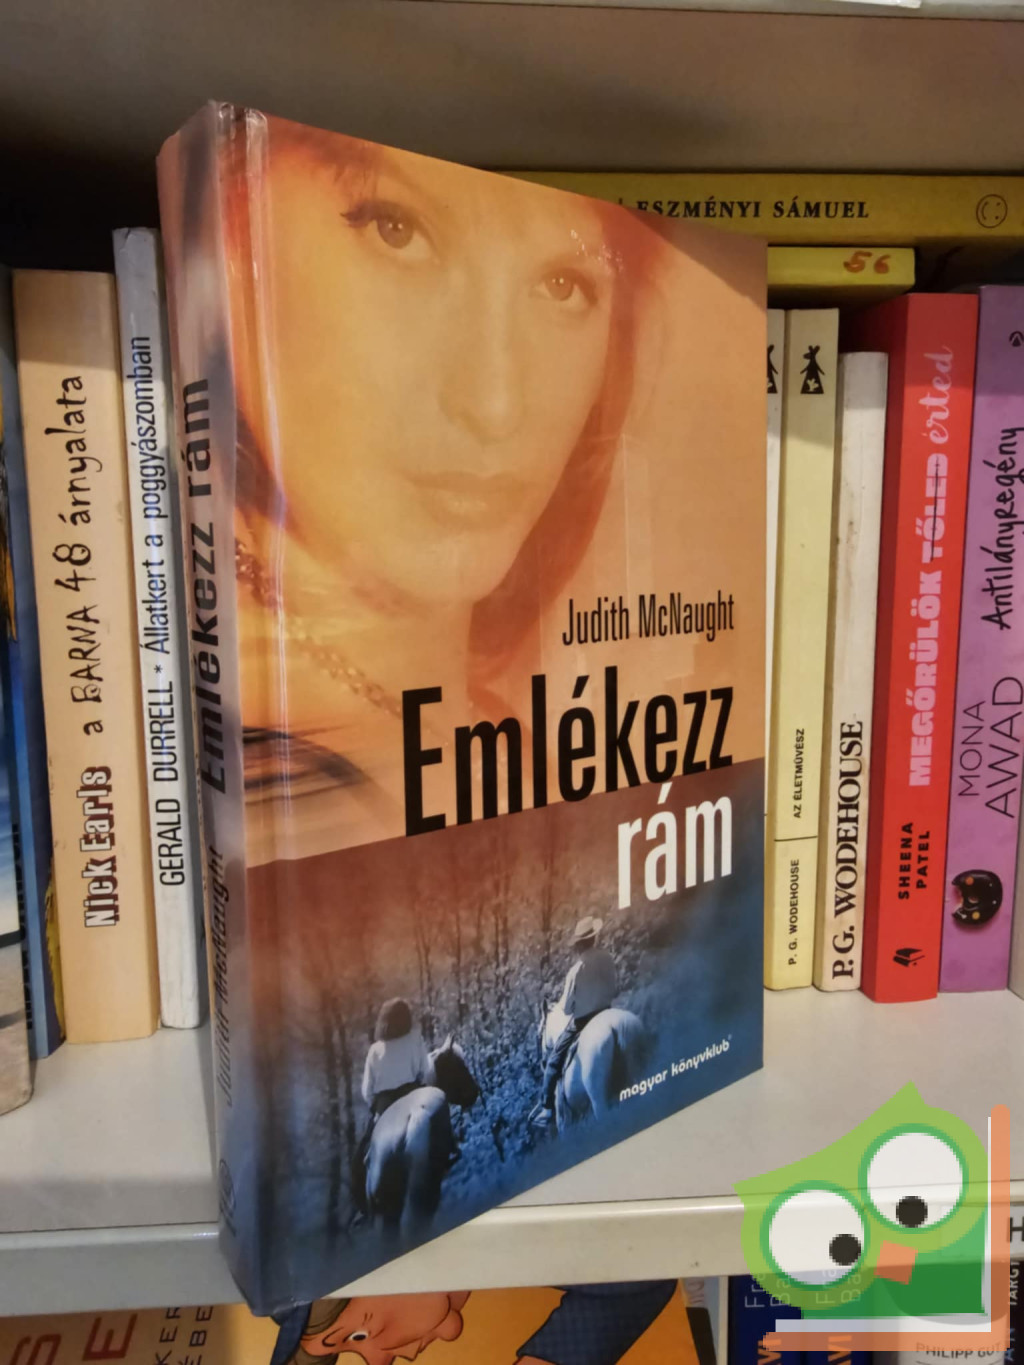 ESZMÉNYI SÁMUEL
56
Nick Earls a BARNA 48 árnyalata
GERALD DURRELL * Állatkert a poggyászomban
Judith McNaught Emlékezz rám
Judith McNaught
Emlékezz
rám
magyar könyvklub
AZ ÉLETMŰVÉSZ
P. G. WODEHOUSE
P.G. WODEHOUSE
MEGŐRÜLÖK TŐLED érted
SHEENA
PATEL
Antilányregény
MONA
AWAD
PHILIPP